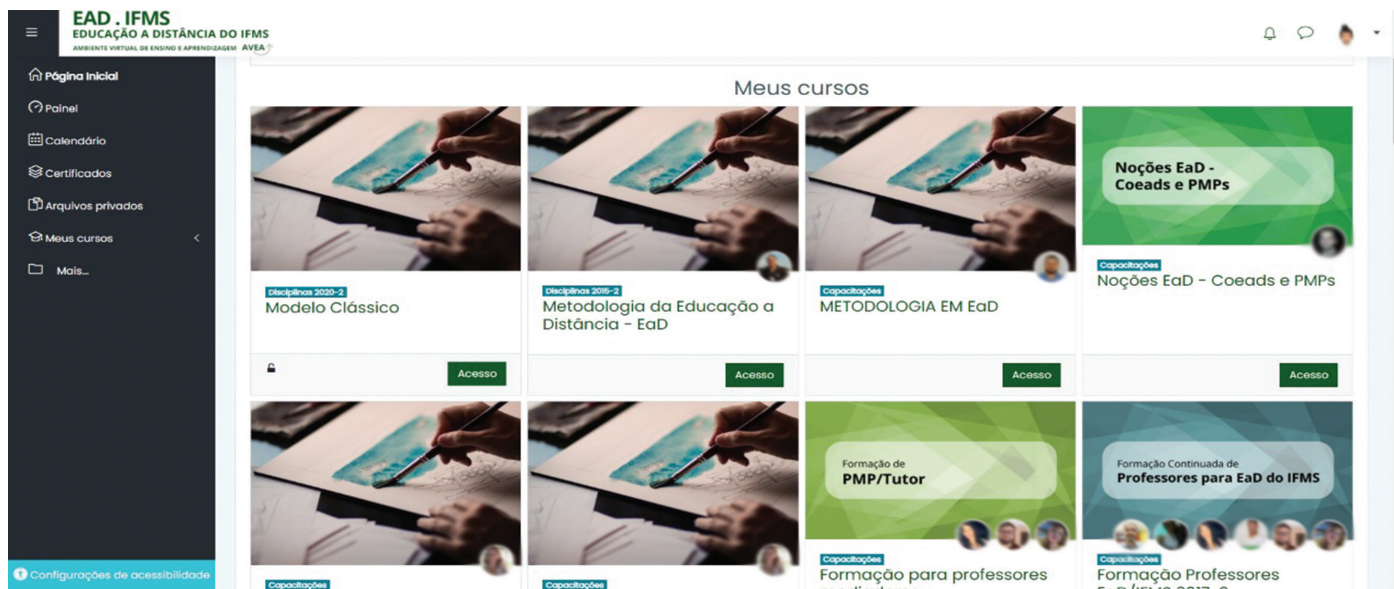 EAD . IFMS
EDUCAÇÃO A DISTÂNCIA DO IFMS
AMBIENTE VIRTUAL DE ENSINO E APRENDIZAGEM AVEA
Página Inicial
Painel
Calendário
Certificados
Arquivos privados
Meus cursos
Mais...
Configurações de acessibilidade
Meus cursos
Disciplinas 2020-2
Modelo Clássico
Acesso
Disciplinas 2015-2
Metodologia da Educação a
Distância - EaD
Acesso
Capacitações
METODOLOGIA EM EaD
Acesso
Noções EaD -
Coeads e PMPs
Capacitações
Noções EaD - Coeads e PMPs
Acesso
Capacitações
Capacitações
Formação de
PMP/Tutor
Capacitações
Formação para professores
Formação Continuada de
Professores para EaD do IFMS
Capacitações
Formação Professores